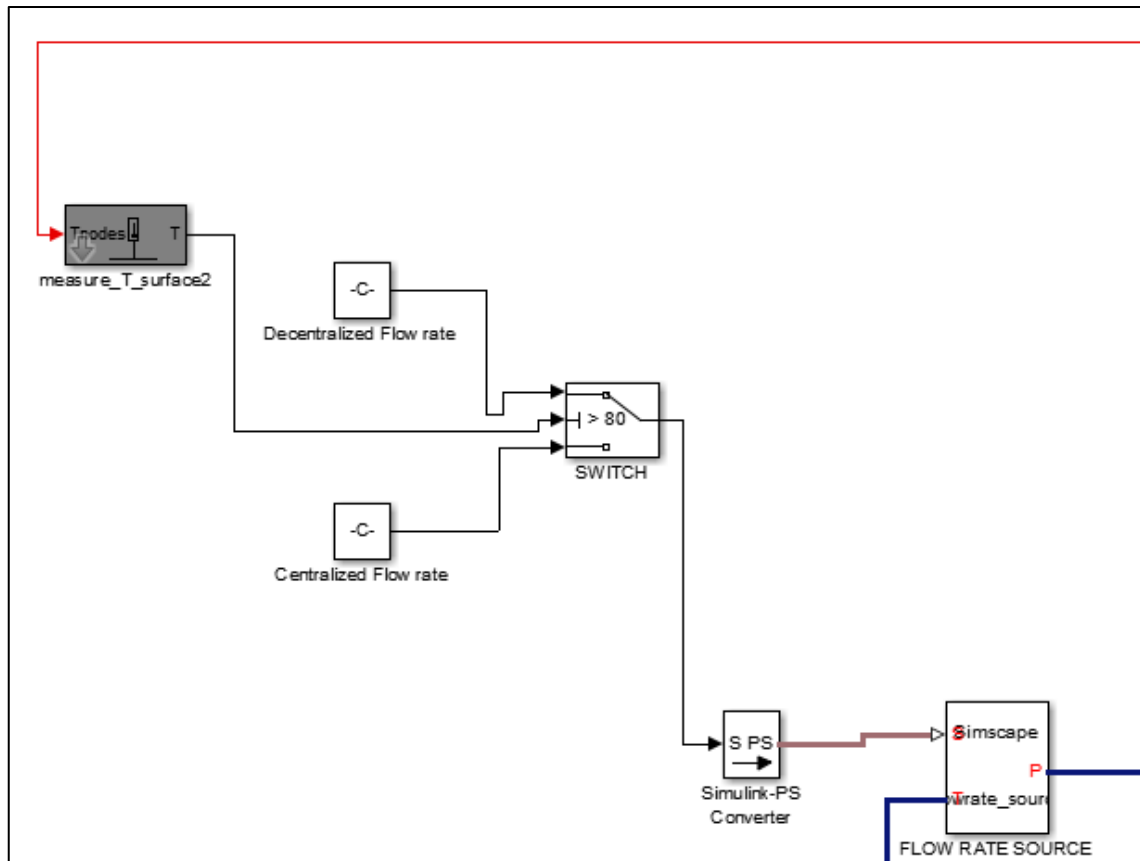 Tnodes T
measure_T_surface2
-C-
Decentralized Flow rate
> 80
SWITCH
-C-
Centralized Flow rate
S PS
Simulink-PS
Converter
Simscape
P
T
FLOW RATE SOURCE